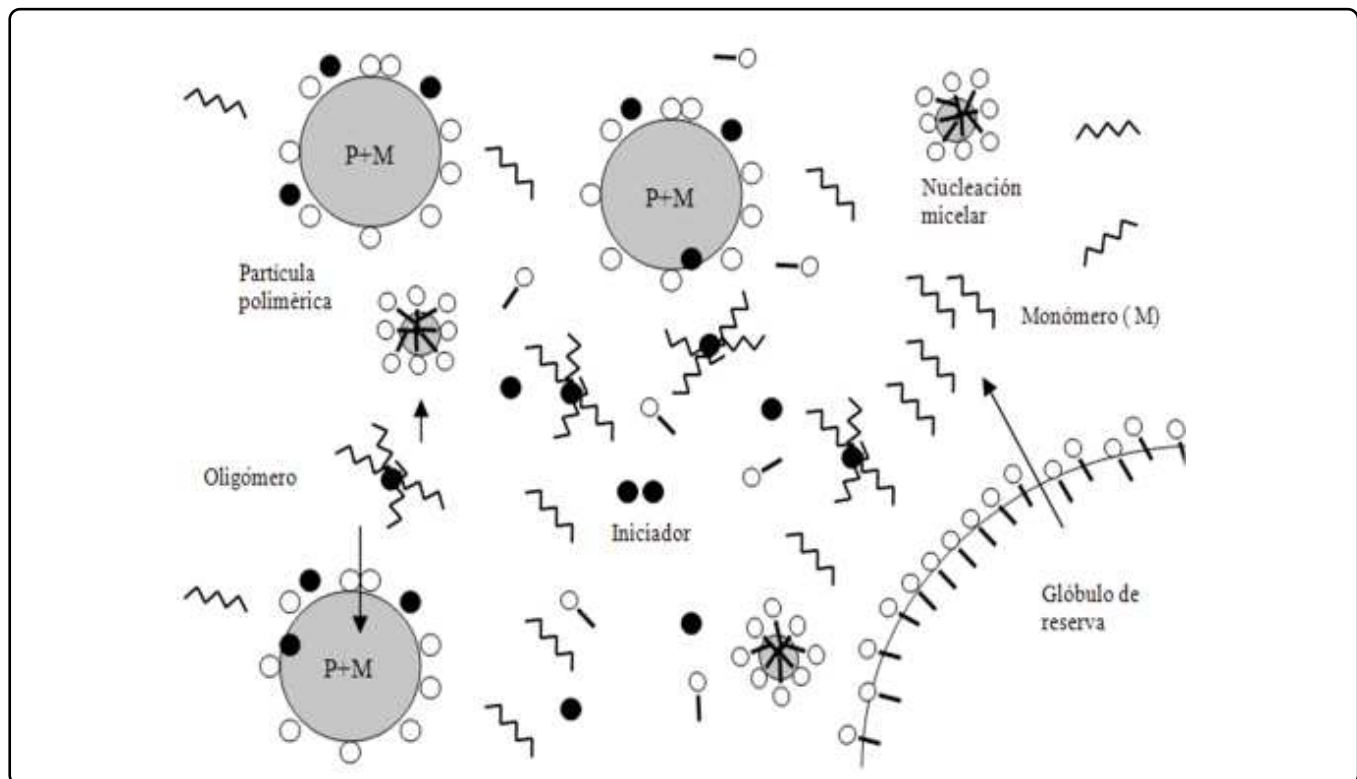 P+M
P+M
Nucleación
micelar
Partícula
polimérica
Monómero ( M)
Oligómero
Iniciador
Glóbulo de
reserva
P+M